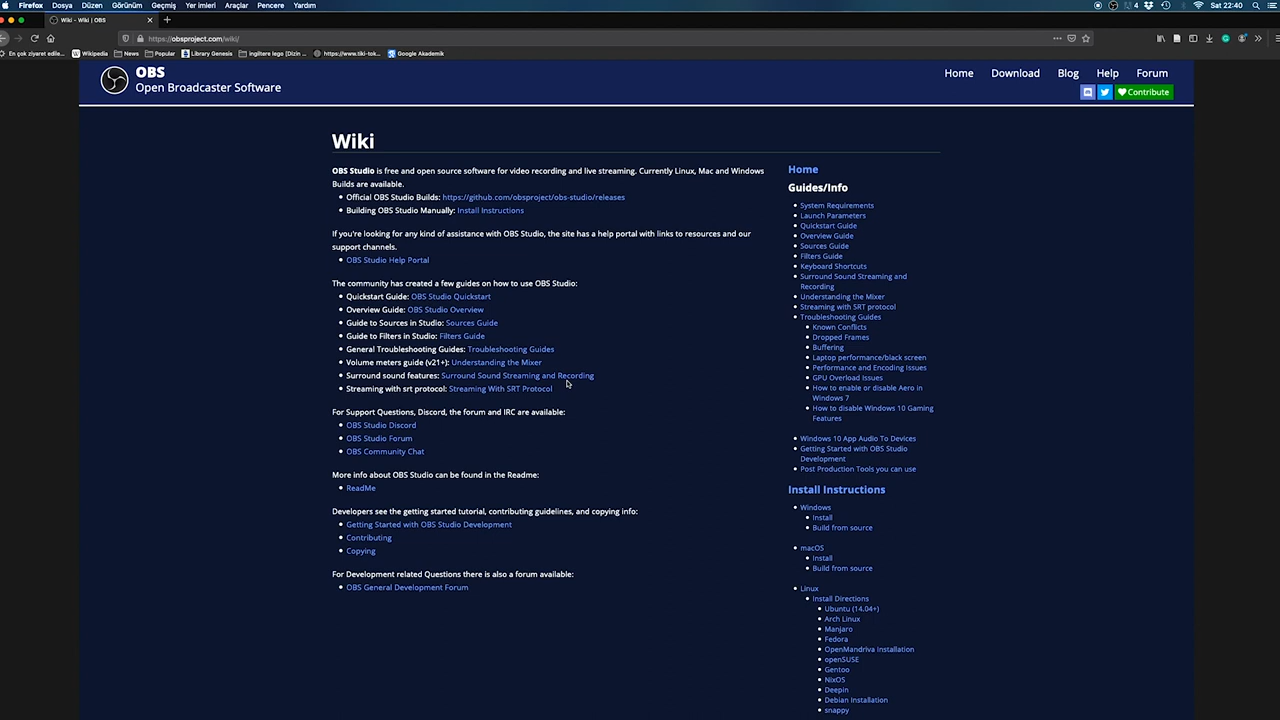 Firefox Dosya Düzen Görünüm Geçmiş Yer imleri Araçlar Pencere Yardım
4
Sat 22:40
Wiki - Wiki | OBS
https://obsproject.com/wiki/
En çok ziyaret edile... Wikipedia News Popular Library Genesis ingiltere lego [Dizin ... https://www.tiki-tok... Google Akademik
OBS
Open Broadcaster Software
Home Download Blog Help Forum
Contribute
Wiki
OBS Studio is free and open source software for video recording and live streaming. Currently Linux, Mac and Windows
Builds are available.
Official OBS Studio Builds: https://github.com/obsproject/obs-studio/releases
Building OBS Studio Manually: Install Instructions
If you're looking for any kind of assistance with OBS Studio, the site has a help portal with links to resources and our
support channels.
OBS Studio Help Portal
The community has created a few guides on how to use OBS Studio:
Quickstart Guide: OBS Studio Quickstart
Overview Guide: OBS Studio Overview
Guide to Sources in Studio: Sources Guide
Guide to Filters in Studio: Filters Guide
General Troubleshooting Guides: Troubleshooting Guides
Volume meters guide (v21+): Understanding the Mixer
Surround sound features: Surround Sound Streaming and Recording
Streaming with srt protocol: Streaming With SRT Protocol
For Support Questions, Discord, the forum and IRC are available:
OBS Studio Discord
OBS Studio Forum
OBS Community Chat
More info about OBS Studio can be found in the Readme:
ReadMe
Developers see the getting started tutorial, contributing guidelines, and copying info:
Getting Started with OBS Studio Development
Contributing
Copying
For Development related Questions there is also a forum available:
OBS General Development Forum
Home
Guides/Info
System Requirements
Launch Parameters
Quickstart Guide
Overview Guide
Sources Guide
Filters Guide
Keyboard Shortcuts
Surround Sound Streaming and
Recording
Understanding the Mixer
Streaming with SRT protocol
Troubleshooting Guides
Known Conflicts
Dropped Frames
Buffering
Laptop performance/black screen
Performance and Encoding Issues
GPU Overload Issues
How to enable or disable Aero in
Windows 7
How to disable Windows 10 Gaming
Features
Windows 10 App Audio To Devices
Getting Started with OBS Studio
Development
Post Production Tools you can use
Install Instructions
Windows
Install
Build from source
macOS
Install
Build from source
Linux
Install Directions
Ubuntu (14.04+)
Arch Linux
Manjaro
Fedora
OpenMandriva Installation
openSUSE
Gentoo
NixOS
Deepin
Debian Installation
snappy